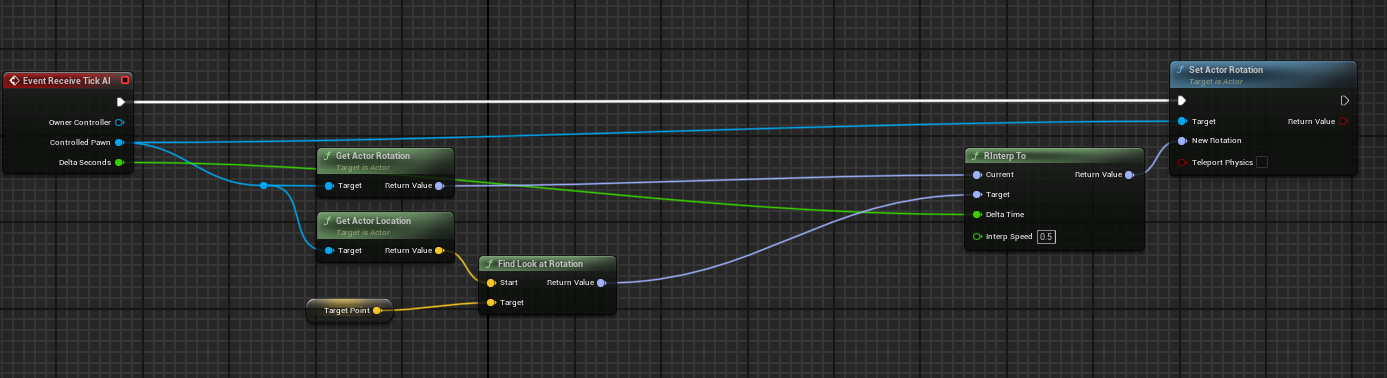 Event Receive Tick AI
Owner Controller
Controlled Pawn
Delta Seconds
Get Actor Rotation
Target is Actor
Target Return Value
Get Actor Location
Target is Actor
Target Return Value
Target Point
Find Look at Rotation
Start Return Value
Target
RInterp To
Current Return Value
Target
Delta Time
Interp Speed 0.5
Set Actor Rotation
Target is Actor
Target Return Value
New Rotation
Teleport Physics